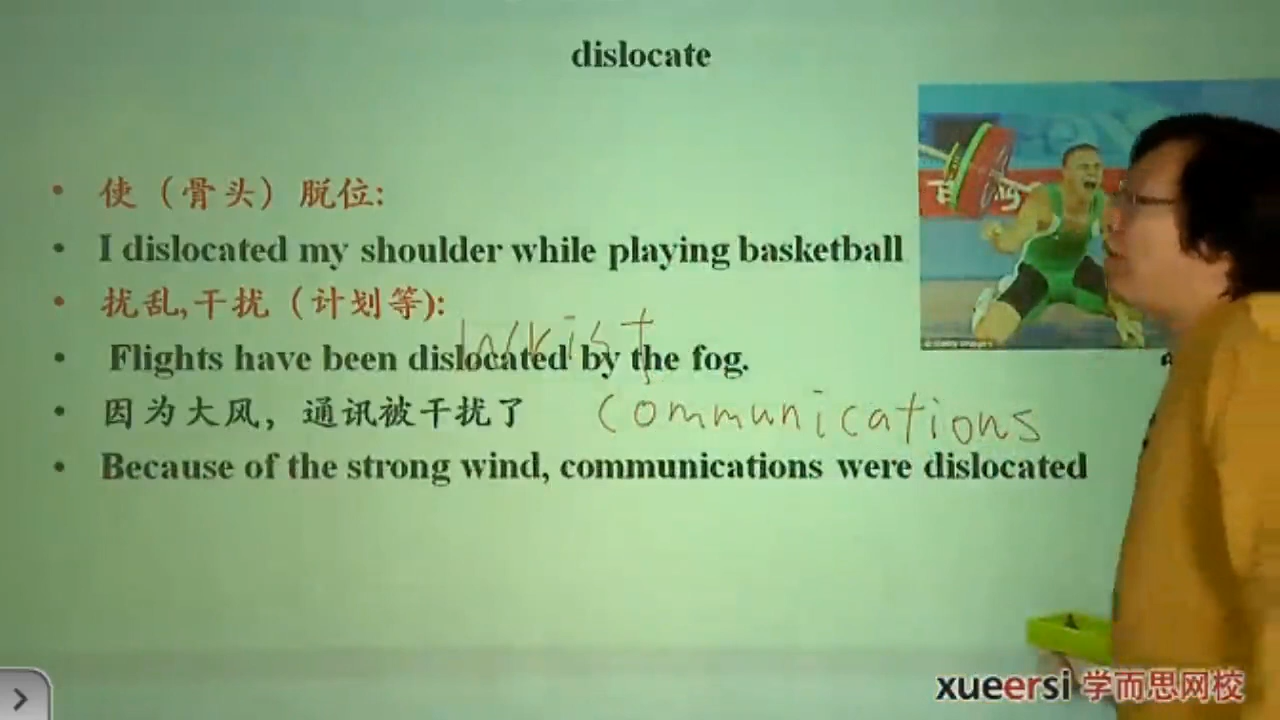 dislocate
• 使（骨头）脱位:
• I dislocated my shoulder while playing basketball
• 扰乱,干扰（计划等):
• Flights have been dislocated by the fog.
• 因为大风，通讯被干扰了
communications
• Because of the strong wind, communications were dislocated
xueersi 学而思网校